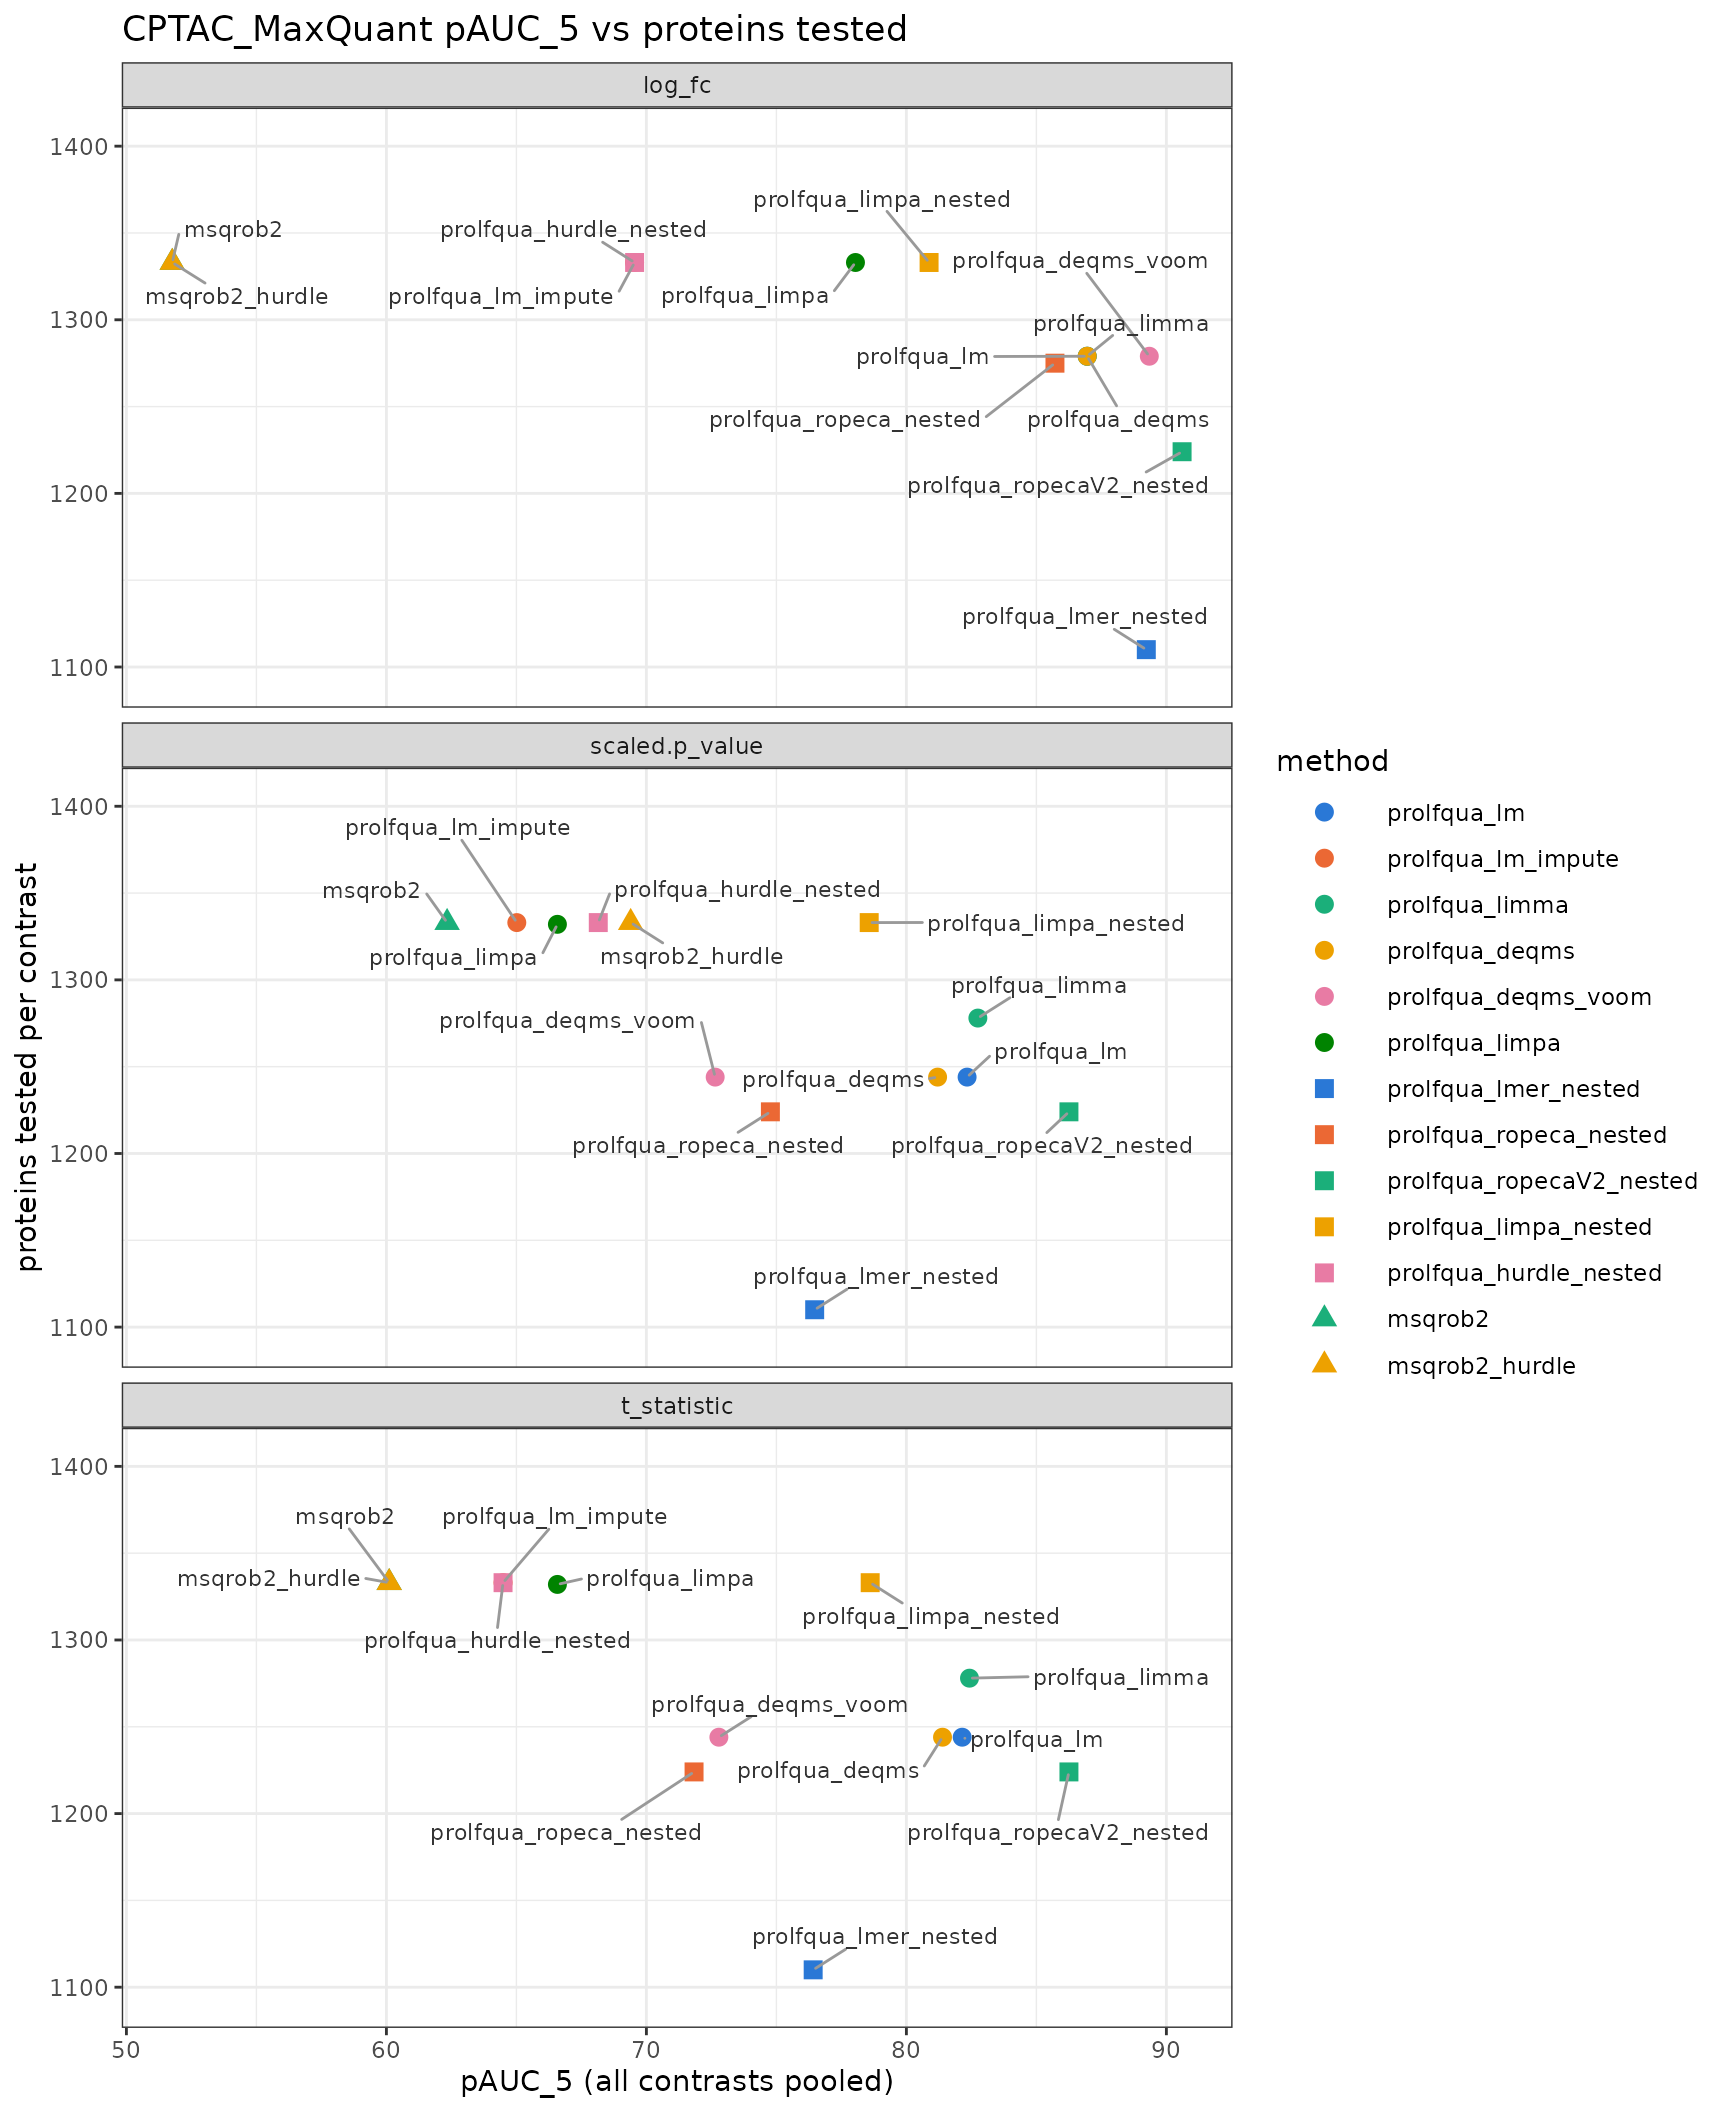 CPTAC_MaxQuant pAUC_5 vs proteins tested
log_fc
1400
prolfqua_limpa_nested
msqrob2
prolfqua_hurdle_nested
prolfqua_deqms_voom
msqrob2_hurdle
prolfqua_lm_impute
prolfqua_limpa
1300
prolfqua_limma
prolfqua_lm
prolfqua_ropeca_nested
prolfqua_deqms
prolfqua_ropecaV2_nested
1200
prolfqua_lmer_nested
1100
scaled.p_value
1400
prolfqua_lm_impute
msqrob2
prolfqua_hurdle_nested
prolfqua_limpa_nested
prolfqua_limpa
msqrob2_hurdle
1300
prolfqua_limma
prolfqua_deqms_voom
prolfqua_lm
prolfqua_deqms
prolfqua_ropeca_nested
prolfqua_ropecaV2_nested
1200
prolfqua_lmer_nested
1100
t_statistic
1400
msqrob2
prolfqua_lm_impute
msqrob2_hurdle
prolfqua_limpa
prolfqua_limpa_nested
prolfqua_hurdle_nested
1300
prolfqua_limma
prolfqua_deqms_voom
prolfqua_lm
prolfqua_deqms
prolfqua_ropeca_nested
prolfqua_ropecaV2_nested
1200
prolfqua_lmer_nested
1100
50
60
70
80
90
pAUC_5 (all contrasts pooled)
proteins tested per contrast
method
prolfqua_lm
prolfqua_lm_impute
prolfqua_limma
prolfqua_deqms
prolfqua_deqms_voom
prolfqua_limpa
prolfqua_lmer_nested
prolfqua_ropeca_nested
prolfqua_ropecaV2_nested
prolfqua_limpa_nested
prolfqua_hurdle_nested
msqrob2
msqrob2_hurdle